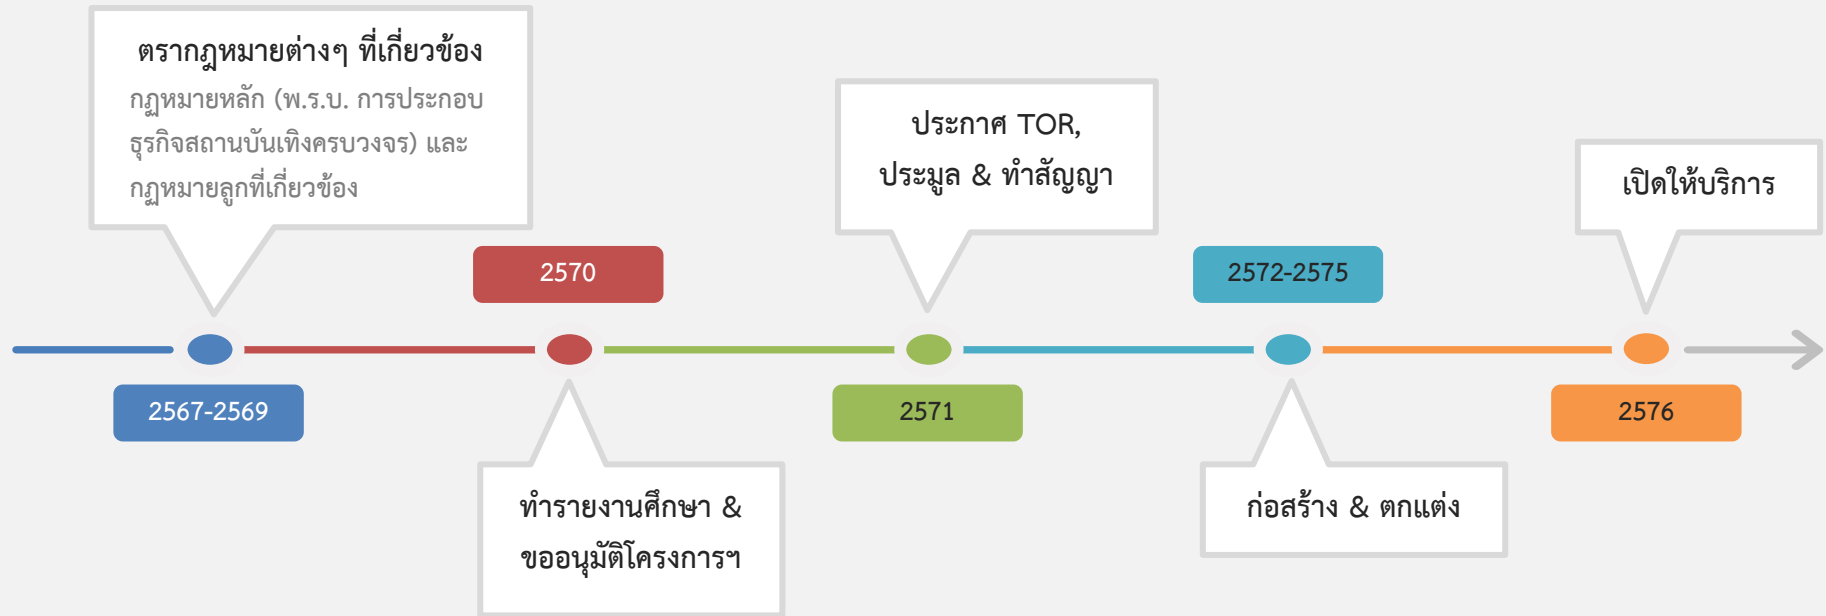 ตรากฎหมายต่างๆ ที่เกี่ยวข้อง
กฎหมายหลัก (พ.ร.บ. การประกอบ
ธุรกิจสถานบันเทิงครบวงจร) และ
กฎหมายลูกที่เกี่ยวข้อง
2567-2569
2570
ทำรายงานศึกษา &
ขออนุมัติโครงการฯ
ประกาศ TOR,
ประมูล & ทำสัญญา
2571
2572-2575
ก่อสร้าง & ตกแต่ง
เปิดให้บริการ
2576